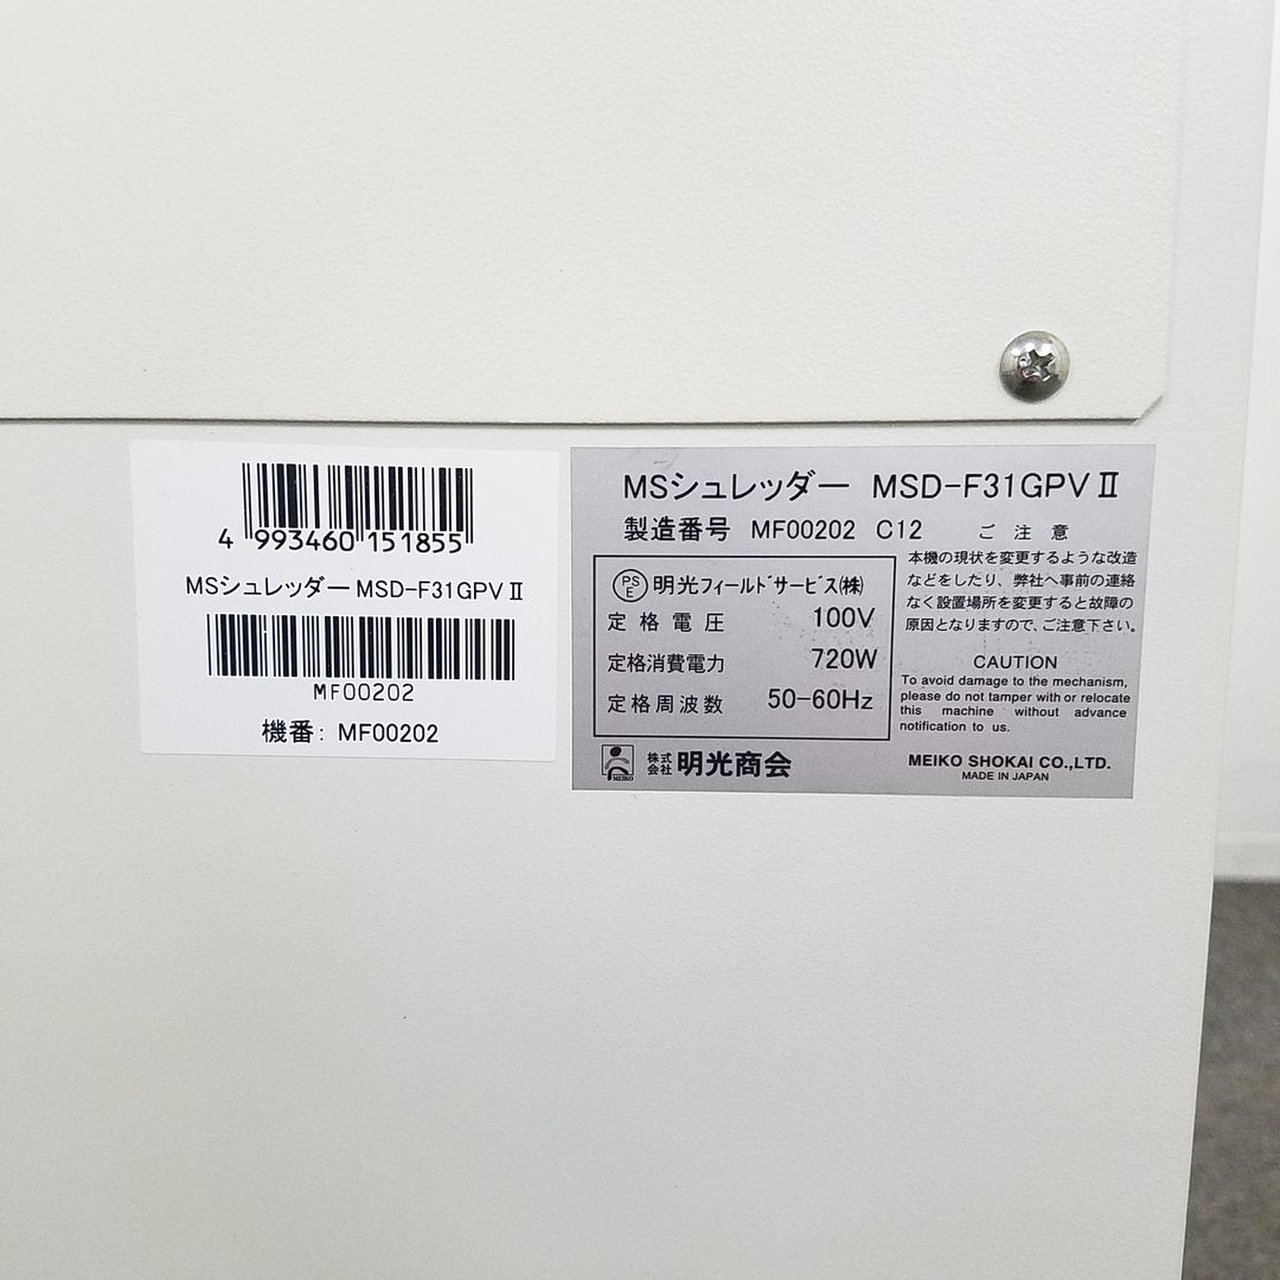 4 993460 151855
MSシュレッダー MSD-F31GPVⅡ
MF00202
機番: MF00202
MSシュレッダー MSD-F31GPVⅡ
製造番号 MF00202 C12
PS
E
明光フィールドサービス(株)
定格電圧 100V
定格消費電力 720W
定格周波数 50-60Hz
ご注意
本機の現状を変更するような改造
などをしたり、弊社へ事前の連絡
なく設置場所を変更すると故障の
原因となりますので、ご注意下さい。
CAUTION
To avoid damage to the mechanism,
please do not tamper with or relocate
this machine without advance
notification to us.
MEIKO
株式
会社
明光商会
MEIKO SHOKAI CO.,LTD.
MADE IN JAPAN